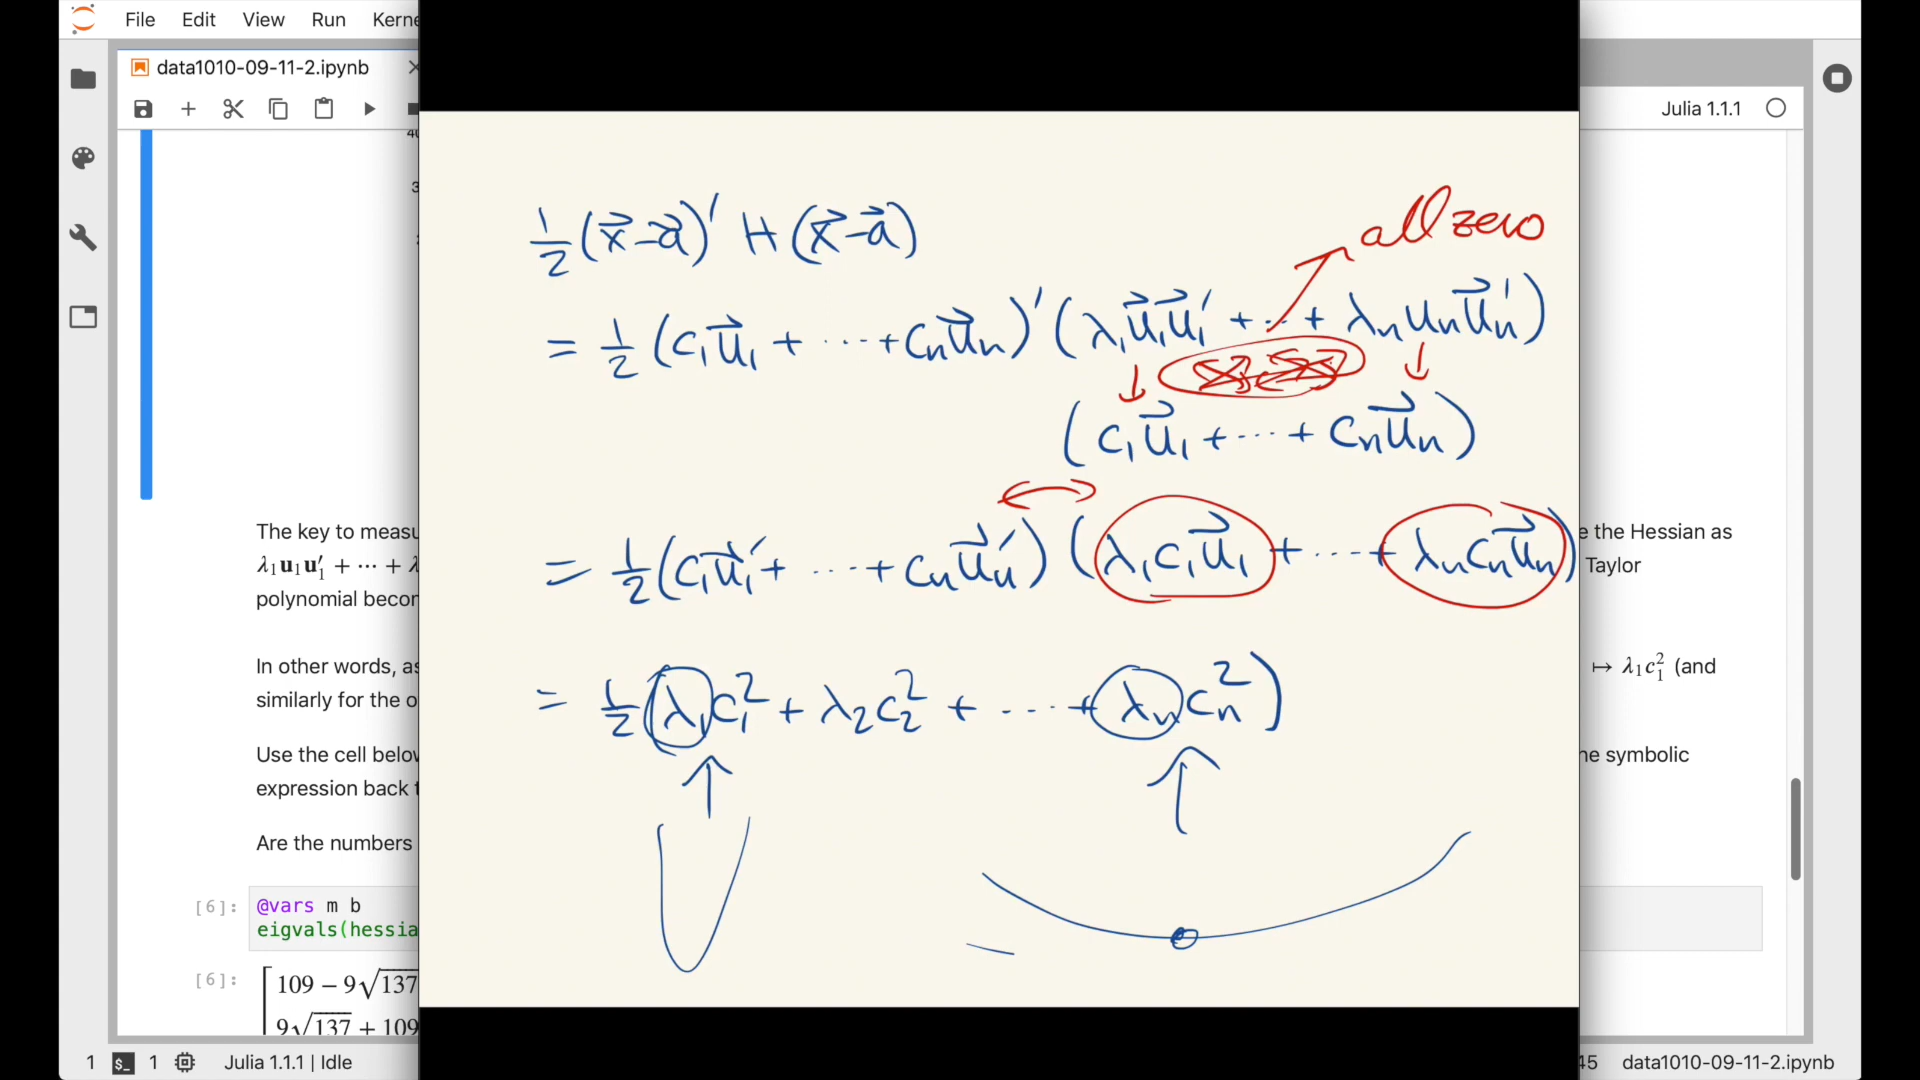 File Edit View Run Kerne
data1010-09-11-2.ipynb
Julia 1.1.1
½(x⃗−a⃗)′ H (x⃗−a⃗)
all zero
= ½ (c₁u⃗₁ + ··· + cₙu⃗ₙ)′ (λ₁u⃗₁u⃗₁′ + ·· + λₙuₙu⃗ₙ′)
(c₁u⃗₁ + ··· + cₙu⃗ₙ)
= ½ (c₁u⃗₁′ + ··· + cₙu⃗ₙ′) (λ₁c₁u⃗₁ + ··· + λₙcₙu⃗ₙ)
= ½ (λ₁c₁² + λ₂c₂² + ··· + λₙcₙ²)
The key to measu e the Hessian as
λ₁u₁u₁′ + ··· + λ Taylor
polynomial becon
In other words, as ↦ λ₁c₁² (and
similarly for the o
Use the cell below he symbolic
expression back t
Are the numbers
[6]: @vars m b
eigvals(hessia
[6]: 109 − 9√137
9√137 + 109
1 1 Julia 1.1.1 | Idle 45 data1010-09-11-2.ipynb